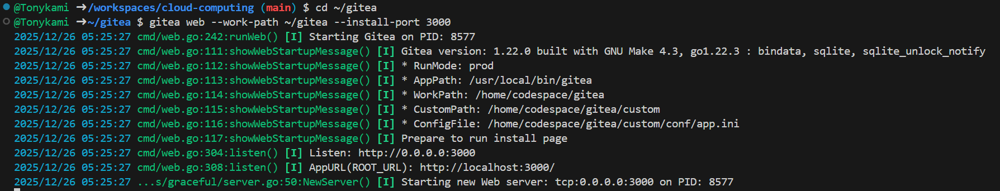 @Tonykami ➜/workspaces/cloud-computing (main) $ cd ~/gitea
@Tonykami ➜~/gitea $ gitea web --work-path ~/gitea --install-port 3000
2025/12/26 05:25:27 cmd/web.go:242:runWeb() [I] Starting Gitea on PID: 8577
2025/12/26 05:25:27 cmd/web.go:111:showWebStartupMessage() [I] Gitea version: 1.22.0 built with GNU Make 4.3, go1.22.3 : bindata, sqlite, sqlite_unlock_notify
2025/12/26 05:25:27 cmd/web.go:112:showWebStartupMessage() [I] * RunMode: prod
2025/12/26 05:25:27 cmd/web.go:113:showWebStartupMessage() [I] * AppPath: /usr/local/bin/gitea
2025/12/26 05:25:27 cmd/web.go:114:showWebStartupMessage() [I] * WorkPath: /home/codespace/gitea
2025/12/26 05:25:27 cmd/web.go:115:showWebStartupMessage() [I] * CustomPath: /home/codespace/gitea/custom
2025/12/26 05:25:27 cmd/web.go:116:showWebStartupMessage() [I] * ConfigFile: /home/codespace/gitea/custom/conf/app.ini
2025/12/26 05:25:27 cmd/web.go:117:showWebStartupMessage() [I] Prepare to run install page
2025/12/26 05:25:27 cmd/web.go:304:listen() [I] Listen: http://0.0.0.0:3000
2025/12/26 05:25:27 cmd/web.go:308:listen() [I] AppURL(ROOT_URL): http://localhost:3000/
2025/12/26 05:25:27 ...s/graceful/server.go:50:NewServer() [I] Starting new Web server: tcp:0.0.0.0:3000 on PID: 8577